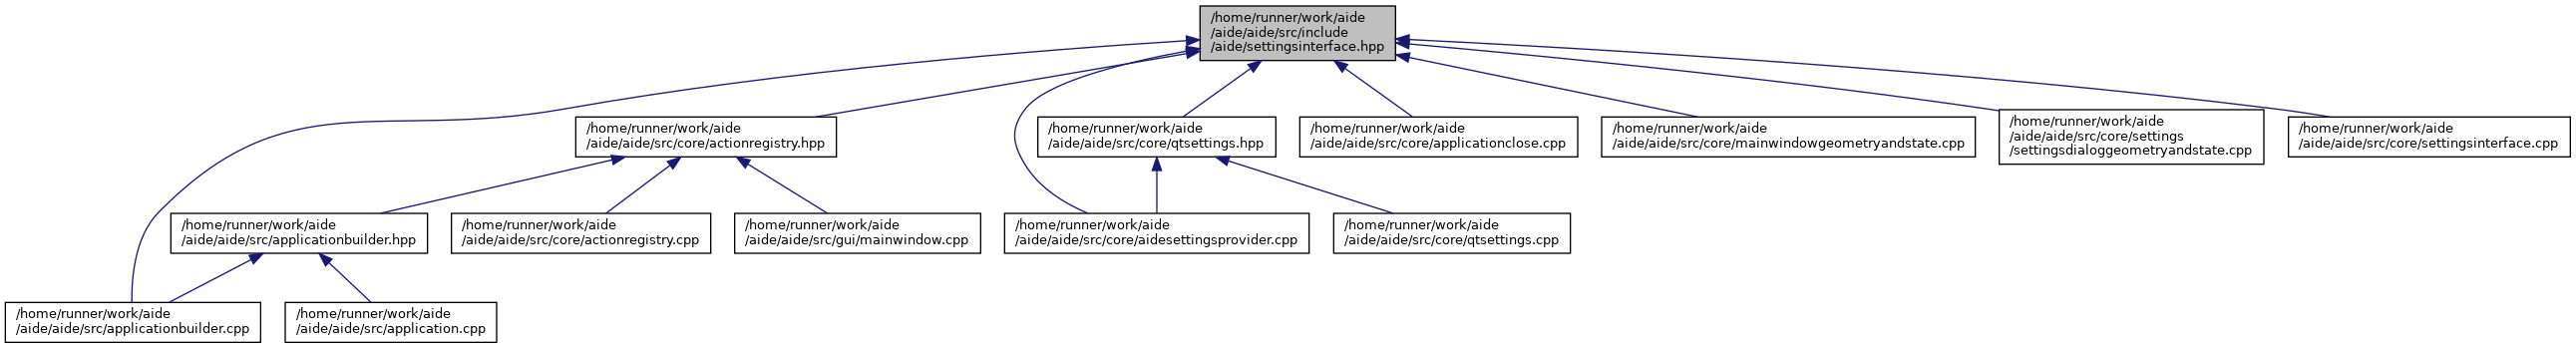 /home/runner/work/aide
/aide/aide/src/include
/aide/settingsinterface.hpp
/home/runner/work/aide
/aide/aide/src/core/actionregistry.hpp
/home/runner/work/aide
/aide/aide/src/core/qtsettings.hpp
/home/runner/work/aide
/aide/aide/src/core/applicationclose.cpp
/home/runner/work/aide
/aide/aide/src/core/mainwindowgeometryandstate.cpp
/home/runner/work/aide
/aide/aide/src/core/settings
/settingsdialoggeometryandstate.cpp
/home/runner/work/aide
/aide/aide/src/core/settingsinterface.cpp
/home/runner/work/aide
/aide/aide/src/applicationbuilder.hpp
/home/runner/work/aide
/aide/aide/src/core/actionregistry.cpp
/home/runner/work/aide
/aide/aide/src/gui/mainwindow.cpp
/home/runner/work/aide
/aide/aide/src/core/aidesettingsprovider.cpp
/home/runner/work/aide
/aide/aide/src/core/qtsettings.cpp
/home/runner/work/aide
/aide/aide/src/applicationbuilder.cpp
/home/runner/work/aide
/aide/aide/src/application.cpp